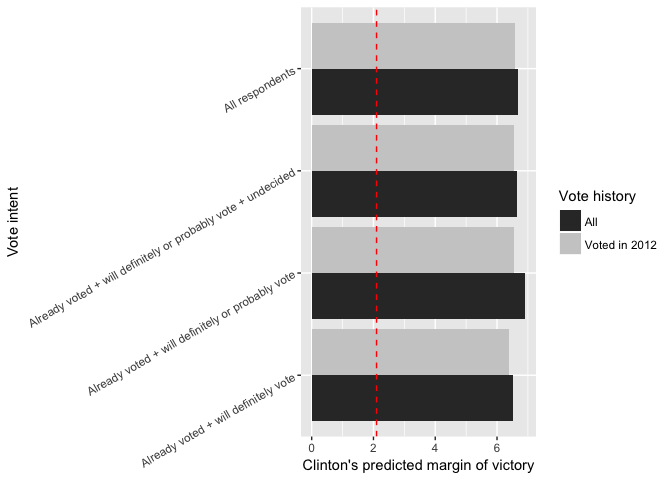 Vote intent
All respondents
Already voted + will definitely or probably vote + undecided
Already voted + will definitely or probably vote
Already voted + will definitely vote
0 2 4 6
Clinton's predicted margin of victory
Vote history
All
Voted in 2012